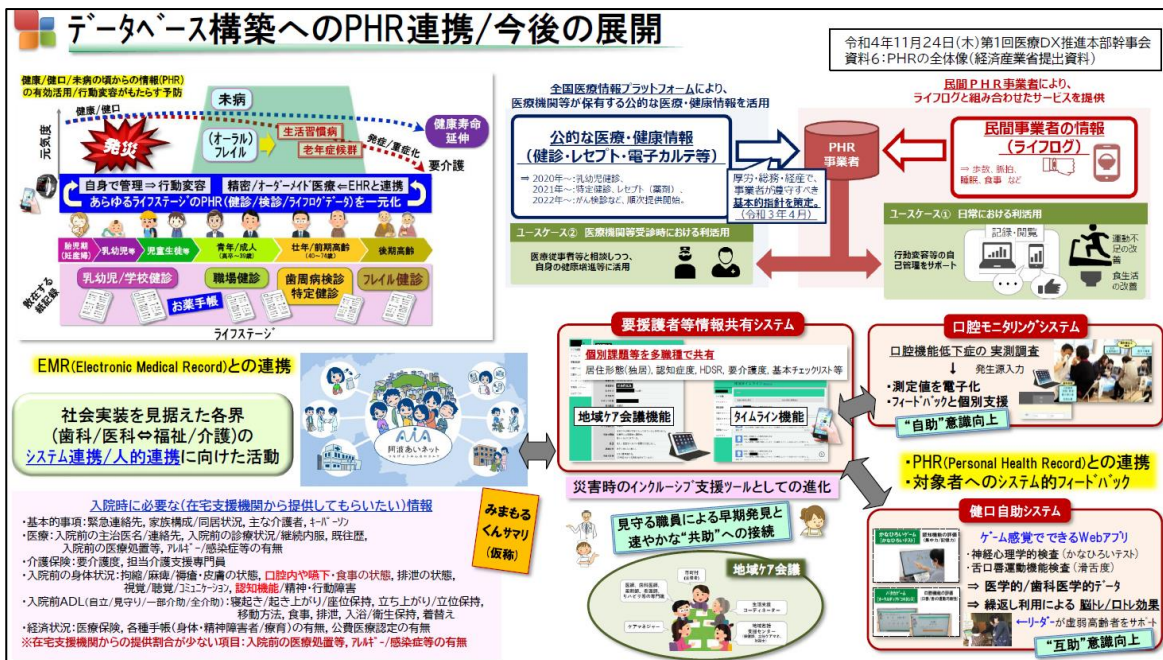 データベース構築へのPHR連携/今後の展開
令和4年11月24日(木)第1回医療DX推進本部幹事会
資料6:PHRの全体像(経済産業省提出資料)
健康/健口/未病の頃からの情報(PHR)
の有効活用/行動変容がもたらす予防
健康/健口
未病
元気度
発災
(オーラル)
フレイル
生活習慣病
老年症候群
発症/重症化
健康寿命
延伸
要介護
自身で管理⇒行動変容
精密/オーダーメイド医療⇐EHRと連携
あらゆるライフステージのPHR(健診/検診/ライフログデータ)を一元化
胎児期
(妊産婦)
乳幼児等
児童生徒等
青年/成人
(高卒~39歳)
壮年/前期高齢
(40~74歳)
後期高齢
散在する
紙記録
乳幼児/学校健診
職場健診
歯周病検診
特定健診
フレイル健診
お薬手帳
ライフステージ
全国医療情報プラットフォームにより、
医療機関等が保有する公的な医療・健康情報を活用
公的な医療・健康情報
(健診・レセプト・電子カルテ等)
⇒ 2020年~:乳幼児健診、
2021年~:特定健診、レセプト(薬剤)、
2022年~:がん検診など、順次提供開始。
PHR
事業者
厚労・総務・経産で、
事業者が遵守すべき
基本的指針を策定。
(令和3年4月)
民間PHR事業者により、
ライフログと組み合わせたサービスを提供
民間事業者の情報
(ライフログ)
⇒ 歩数、脈拍、
睡眠、食事 など
ユースケース② 医療機関等受診時における利活用
医療従事者等と相談しつつ、
自身の健康増進等に活用
ユースケース① 日常における利活用
記録・閲覧
行動変容等の自
己管理をサポート
運動不
足の改
善
食生活
の改善
EMR(Electronic Medical Record)との連携
社会実装を見据えた各界
(歯科/医科⇔福祉/介護)の
システム連携/人的連携に向けた活動
AIA
阿波あいネット
要援護者等情報共有システム
個別課題等を多職種で共有
居住形態(独居), 認知症度, HDSR, 要介護度, 基本チェックリスト等
地域ケア会議機能
タイムライン機能
災害時のインクルーシブ支援ツールとしての進化
口腔モニタリングシステム
口腔機能低下症の 実測調査
↓ 発生源入力
・測定値を電子化
・フィードバックと個別支援
“自助”意識向上
・PHR(Personal Health Record)との連携
・対象者へのシステム的フィードバック
入院時に必要な(在宅支援機関から提供してもらいたい)情報
・基本的事項:緊急連絡先, 家族構成/同居状況, 主な介護者, キーパーソン
・医療:入院前の主治医名/連絡先, 入院前の診療状況/継続内服, 既往歴,
入院前の医療処置等, アレルギー/感染症等の有無
・介護保険:要介護度, 担当介護支援専門員
・入院前の身体状況:拘縮/麻痺/褥瘡・皮膚の状態, 口腔内や嚥下・食事の状態, 排泄の状態,
視覚/聴覚/コミュニケーション, 認知機能/精神・行動障害
・入院前ADL(自立/見守り/一部介助/全介助):寝起き/起き上がり/座位保持, 立ち上がり/立位保持,
移動方法, 食事, 排泄, 入浴/衛生保持, 着替え
・経済状況:医療保険, 各種手帳(身体・精神障害者/療育)の有無, 公費医療認定の有無
※在宅支援機関からの提供割合が少ない項目:入院前の医療処置等, アレルギー/感染症等の有無
みまもる
くんサマリ
(仮称)
見守る職員による早期発見と
速やかな“共助”への接続
地域ケア会議
ケアマネジャー
生活支援
コーディネーター
健口自助システム
ゲーム感覚でできるWebアプリ
・神経心理学的検査(かなひろいテスト)
・舌口唇運動機能検査(滑舌度)
⇒ 医学的/歯科医学的データ
⇒ 繰返し利用による 脳トレ/口トレ効果
←リーダーが虚弱高齢者をサポート
“互助”意識向上